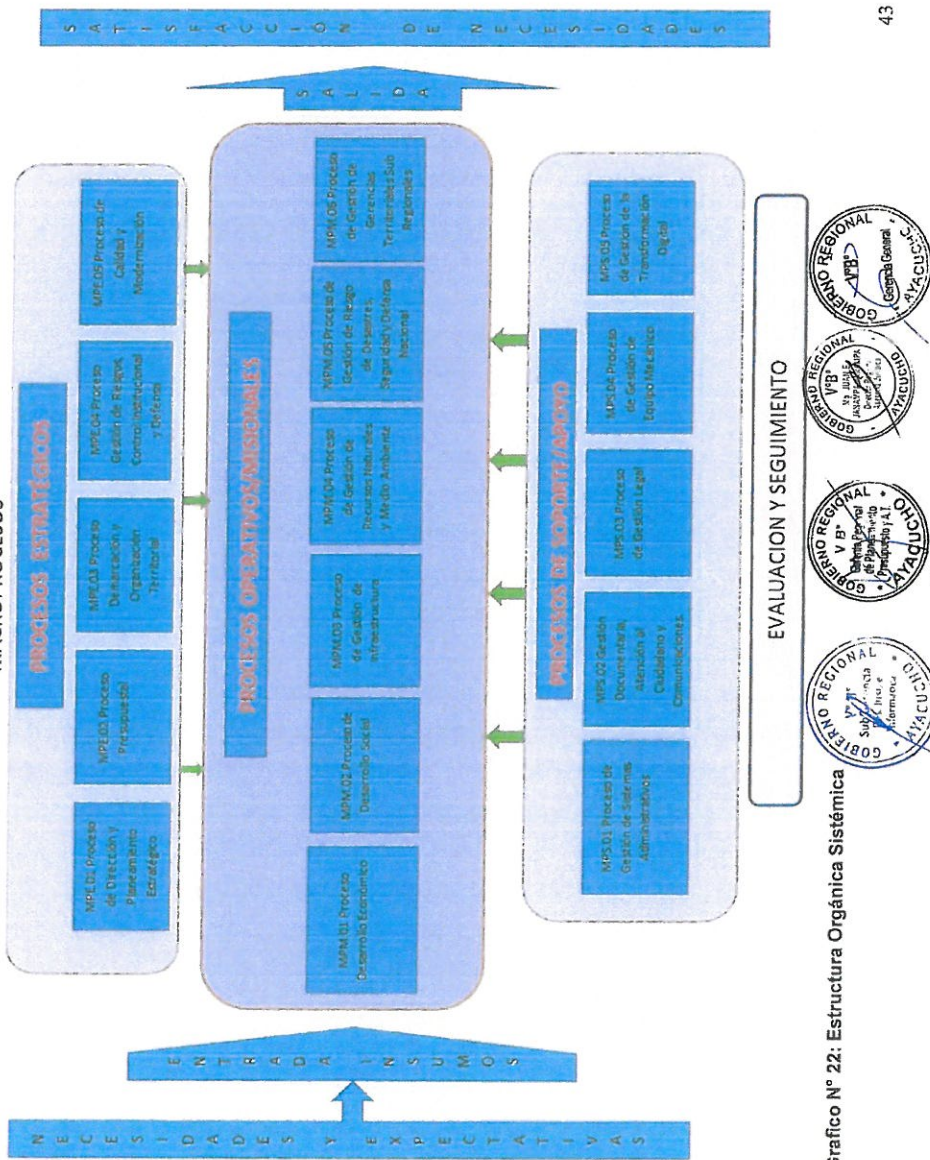 MACRO PROCESOS
NECESIDADES Y EXPECTATIVAS
ENTRADA INSUMOS
PROCESOS ESTRATEGICOS
MPE.01 Proceso
de Dirección y
Planeamiento
Estratégico
MPE.02 Proceso
Presupuestal
MPE.03 Proceso
Demarcación y
Organización
Territorial
MPE.04 Proceso
Gestión de Riesgos,
Control Institucional
y Defensa
MPE.05 Proceso de
Calidad y
Modernización
PROCESOS OPERATIVOS/MISIONALES
MPM.01 Proceso
Desarrollo Económico
MPM.02 Proceso de
Desarrollo Social
MPM.03 Proceso
de Gestión de
Infraestructura
MPM.04 Proceso
de Gestión de
Recursos Naturales
y Medio Ambiente
MPM.05 Proceso de
Gestión de Riesgo
de Desastres,
Seguridad y Defensa
Nacional
MPM.06 Proceso
de Gestión de
Gerencias
Territoriales Sub
Regionales
PROCESOS DE SOPORTE/APOYO
MPS.01 Proceso de
Gestión de Sistemas
Administrativos
MPS.02 Gestión
Documentaria,
Atención al
Ciudadano y
Comunicaciones.
MPS.03 Proceso
de Gestión Legal
MPS.04 Proceso
de Gestión de
Equipo Mecánico
MPS.05 Proceso
de Gestión de la
Transformación
Digital
SALIDA
SATISFACCION DE NECESIDADES
EVALUACION Y SEGUIMIENTO
Grafico N° 22: Estructura Orgánica Sistémica
GOBIERNO REGIONAL
AYACUCHO
GOBIERNO REGIONAL
V B°
de Planeamiento
Presupuesto y A.T.
AYACUCHO
GOBIERNO REGIONAL
V°B°
AYACUCHO
GOBIERNO REGIONAL
V°B°
Gerencia General
AYACUCHO
43